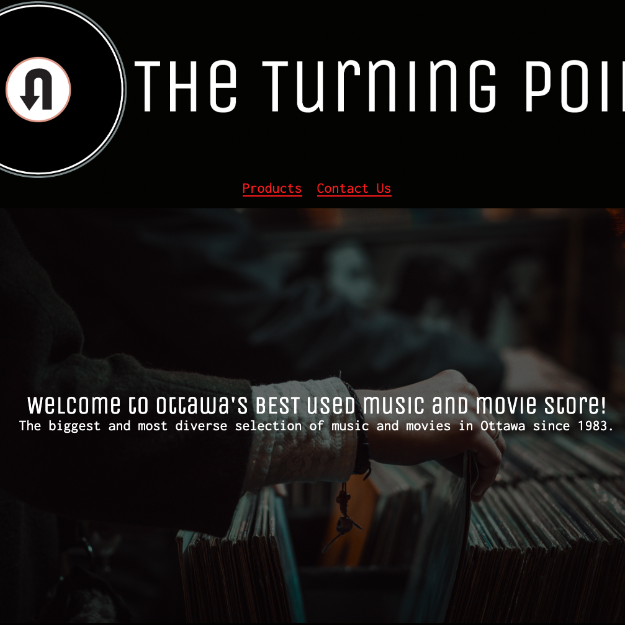 The Turning Poi
Products Contact Us
Welcome to Ottawa's BEST used music and movie store!
The biggest and most diverse selection of music and movies in Ottawa since 1983.